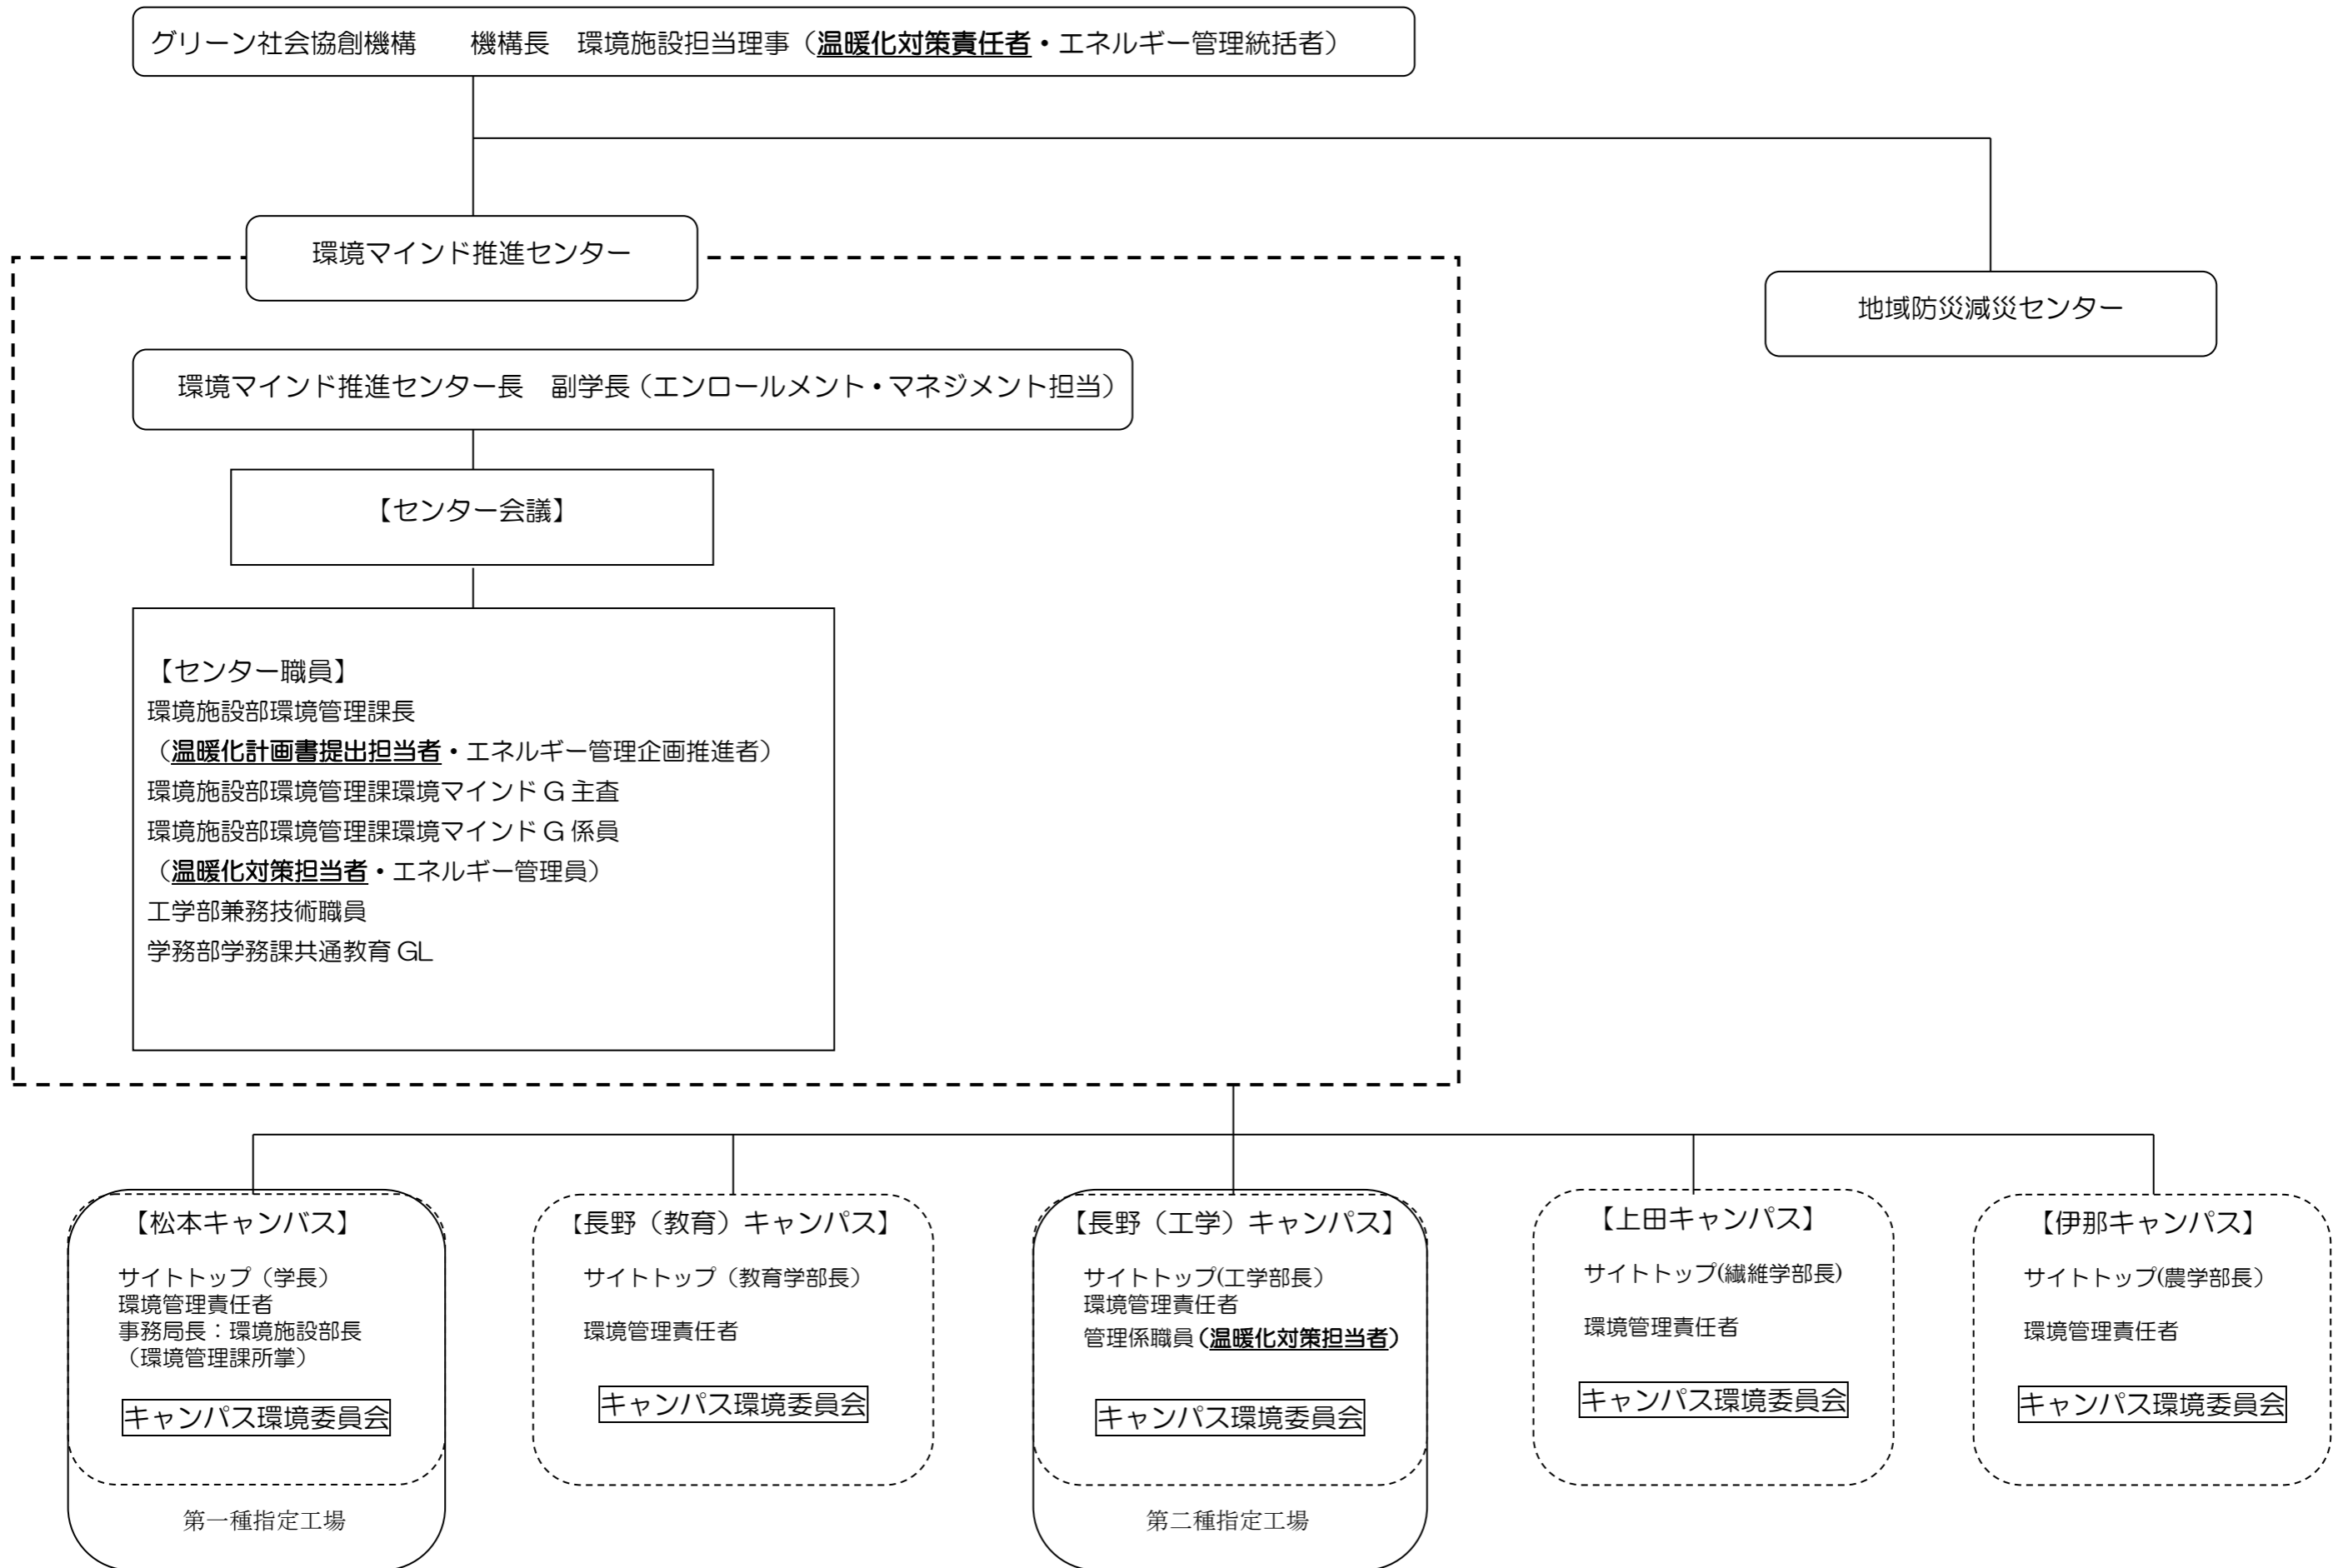 グリーン社会協創機構　　機構長　環境施設担当理事（温暖化対策責任者・エネルギー管理統括者）
環境マインド推進センター
地域防災減災センター
環境マインド推進センター長　副学長（エンロールメント・マネジメント担当）
【センター会議】
【センター職員】
環境施設部環境管理課長
（温暖化計画書提出担当者・エネルギー管理企画推進者）
環境施設部環境管理課環境マインドG 主査
環境施設部環境管理課環境マインドG 係員
（温暖化対策担当者・エネルギー管理員）
工学部兼務技術職員
学務部学務課共通教育 GL
【松本キャンバス】
サイトトップ（学長）
環境管理責任者
事務局長：環境施設部長
（環境管理課所掌）
キャンパス環境委員会
第一種指定工場
【長野（教育）キャンパス】
サイトトップ（教育学部長）
環境管理責任者
キャンパス環境委員会
【長野（工学）キャンパス】
サイトトップ(工学部長）
環境管理責任者
管理係職員(温暖化対策担当者)
キャンパス環境委員会
第二種指定工場
【上田キャンパス】
サイトトップ(繊維学部長)
環境管理責任者
キャンパス環境委員会
【伊那キャンパス】
サイトトップ(農学部長）
環境管理責任者
キャンパス環境委員会